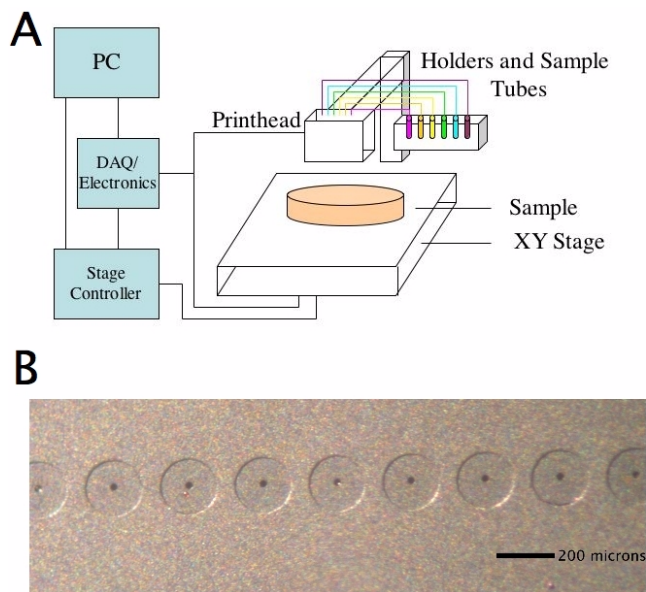 A
PC
Holders and Sample
Tubes
Printhead
DAQ/
Electronics
Sample
XY Stage
Stage
Controller
B
200 microns